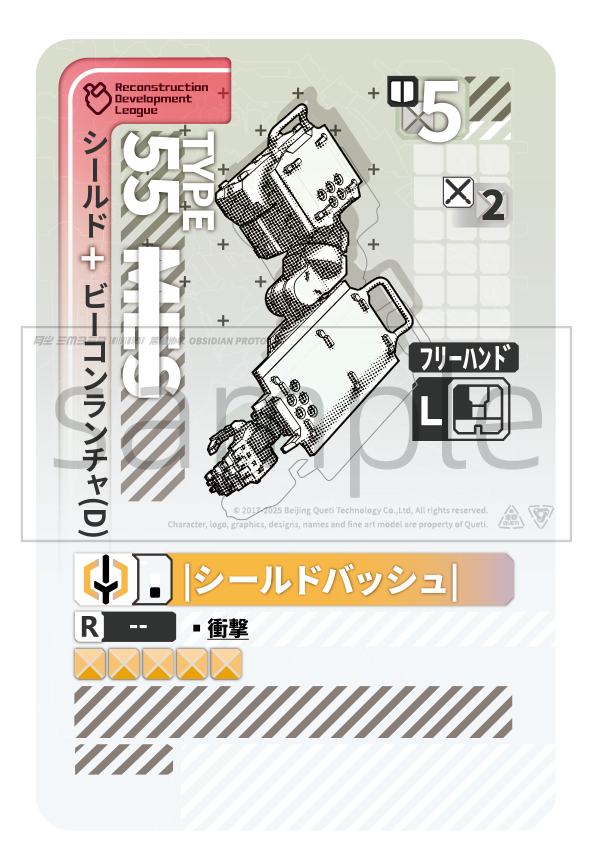 Reconstruction
Development
League
シールド + ビーコンランチャ(D)
TYPE
55 MES
5
2
フリーハンド
L
OBSIDIAN PROTO
sample
© 2017-2025 Beijing Queti Technology Co.,Ltd, All rights reserved.
Character, logo, graphics, designs, names and fine art model are property of Queti.
|シールドバッシュ|
R --
▪ 衝撃